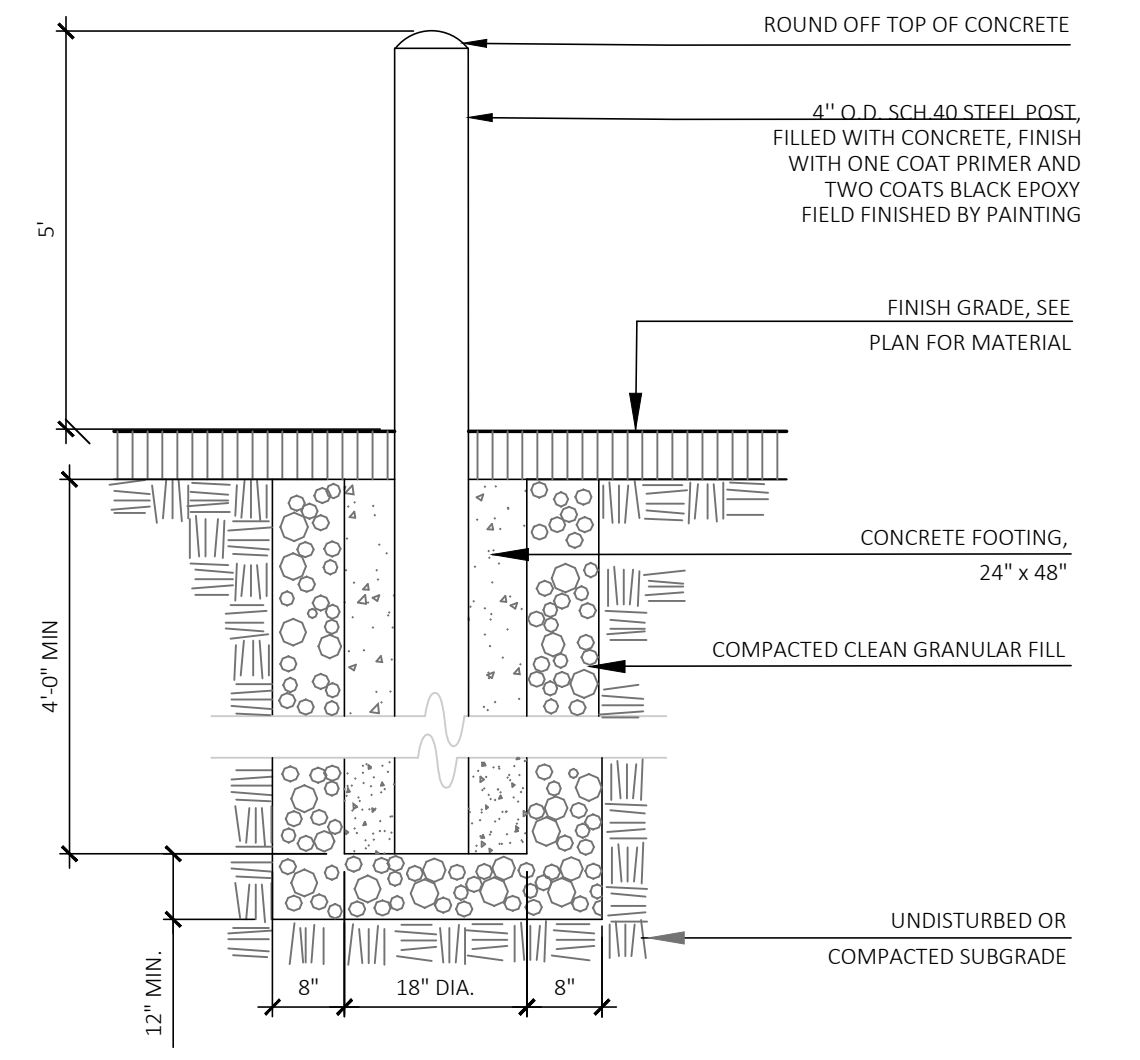 ROUND OFF TOP OF CONCRETE
4'' O.D. SCH.40 STEEL POST,
FILLED WITH CONCRETE, FINISH
WITH ONE COAT PRIMER AND
TWO COATS BLACK EPOXY
FIELD FINISHED BY PAINTING
5'
FINISH GRADE, SEE
PLAN FOR MATERIAL
CONCRETE FOOTING,
24" x 48"
4'-0" MIN
COMPACTED CLEAN GRANULAR FILL
UNDISTURBED OR
COMPACTED SUBGRADE
12" MIN.
8"
18" DIA.
8"